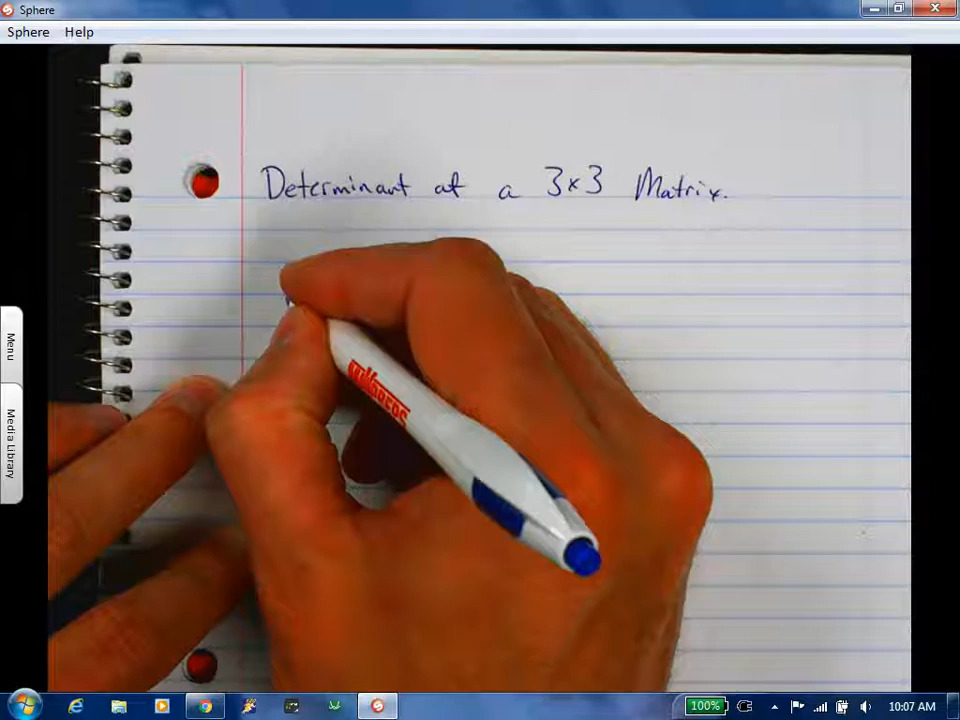 Sphere
Sphere Help
Determinant of a 3x3 Matrix.
Menu
Media Library
100%
10:07 AM